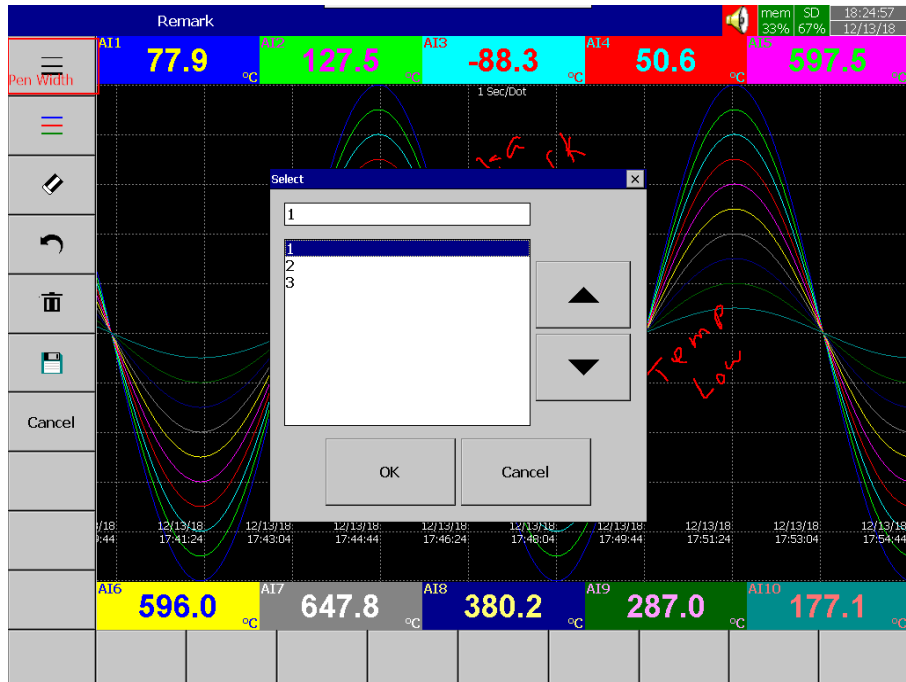 Remark
mem SD 18:24:57
33% 67% 12/13/18
Pen Width
AI1 77.9 °C
AI2 127.5 °C
AI3 -88.3 °C
AI4 50.6 °C
AI5 597.5 °C
1 Sec/Dot
Select
1
1
2
3
OK
Cancel
Temp
Low
Cancel
/18 12/13/18 12/13/18 12/13/18 12/13/18 12/13/18 12/13/18 12/13/18 12/13/18 12/13/18
:44 17:41:24 17:43:04 17:44:44 17:46:24 17:48:04 17:49:44 17:51:24 17:53:04 17:54:44
AI6 596.0 °C
AI7 647.8 °C
AI8 380.2 °C
AI9 287.0 °C
AI10 177.1 °C